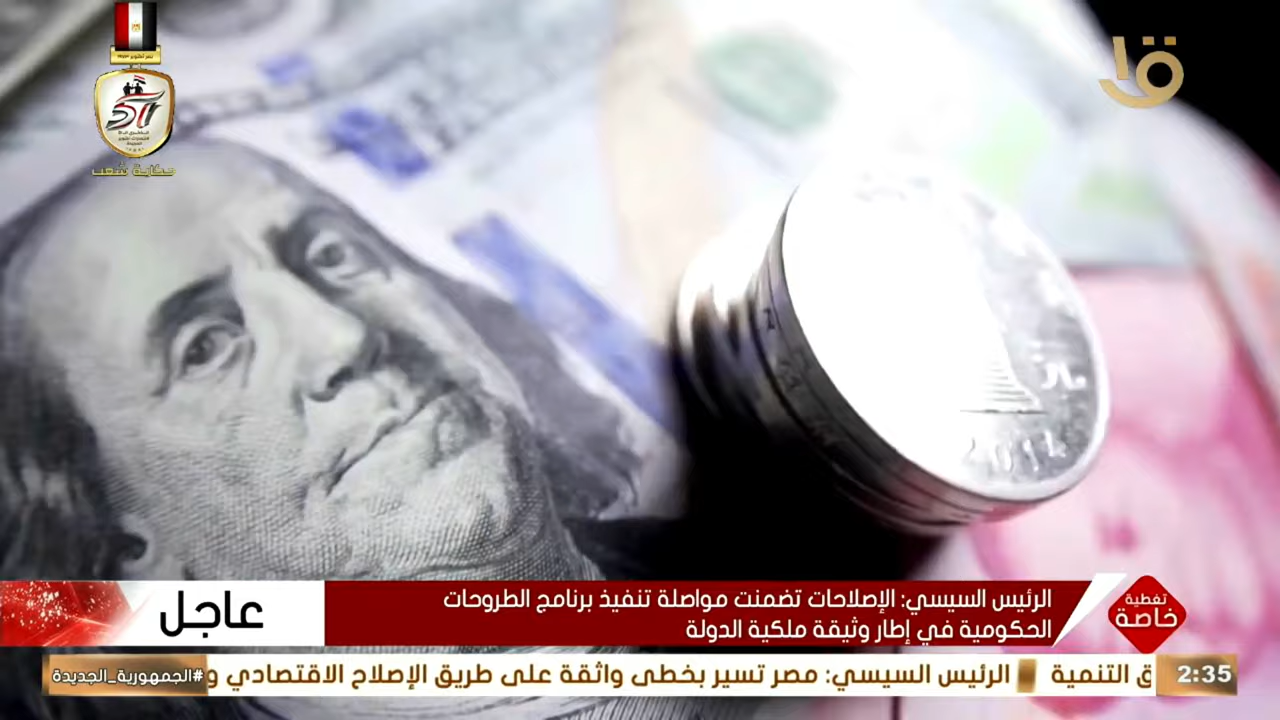 حكاية شعب
الرئيس السيسي: الإصلاحات تضمنت مواصلة تنفيذ برنامج الطروحات
الحكومية في إطار وثيقة ملكية الدولة
عاجل
تغطية
خاصة
2:35
ق التنمية
الرئيس السيسي: مصر تسير بخطى واثقة على طريق الإصلاح الاقتصادي و
#الجمهورية_الجديدة